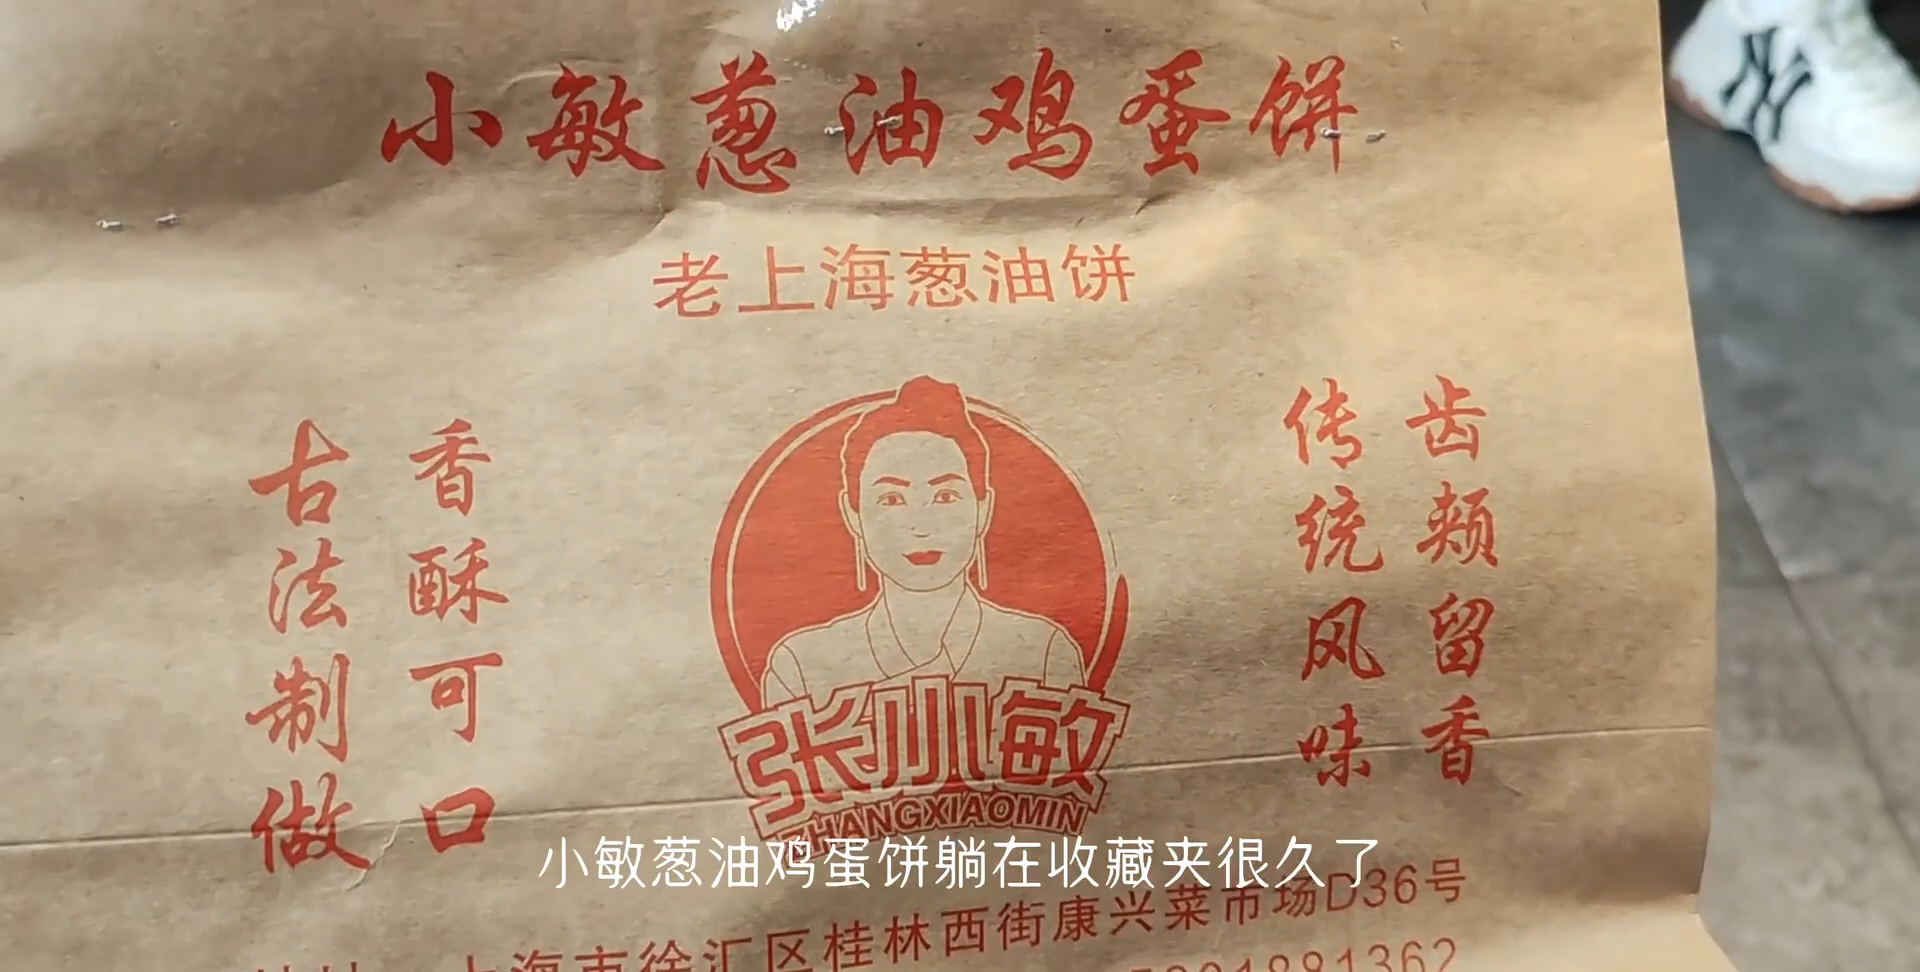 小敏葱油鸡蛋饼
老上海葱油饼
香酥可口
古法制做
齿颊留香
传统风味
张小敏
ZHANGXIAOMIN
小敏葱油鸡蛋饼躺在收藏夹很久了
上海市徐汇区桂林西街康兴菜市场D36号
1881362
NY